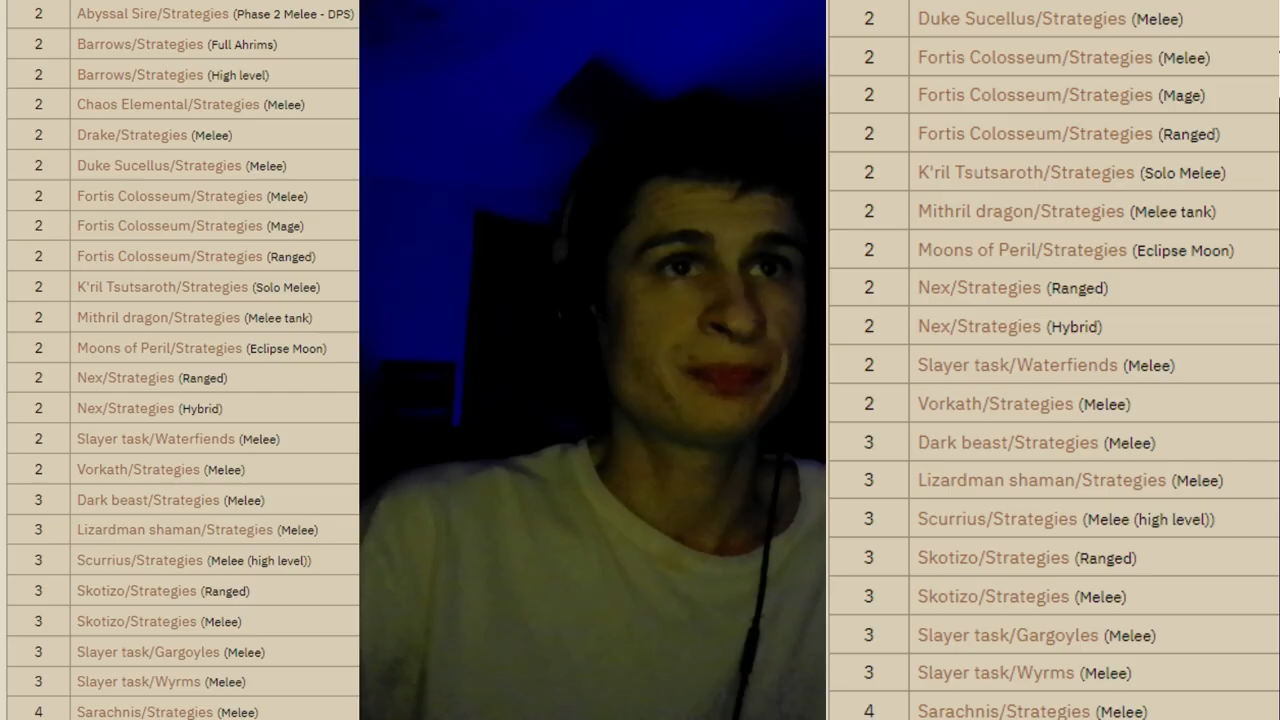 2 Abyssal Sire/Strategies (Phase 2 Melee - DPS)
2 Barrows/Strategies (Full Ahrims)
2 Barrows/Strategies (High level)
2 Chaos Elemental/Strategies (Melee)
2 Drake/Strategies (Melee)
2 Duke Sucellus/Strategies (Melee)
2 Fortis Colosseum/Strategies (Melee)
2 Fortis Colosseum/Strategies (Mage)
2 Fortis Colosseum/Strategies (Ranged)
2 K'ril Tsutsaroth/Strategies (Solo Melee)
2 Mithril dragon/Strategies (Melee tank)
2 Moons of Peril/Strategies (Eclipse Moon)
2 Nex/Strategies (Ranged)
2 Nex/Strategies (Hybrid)
2 Slayer task/Waterfiends (Melee)
2 Vorkath/Strategies (Melee)
3 Dark beast/Strategies (Melee)
3 Lizardman shaman/Strategies (Melee)
3 Scurrius/Strategies (Melee (high level))
3 Skotizo/Strategies (Ranged)
3 Skotizo/Strategies (Melee)
3 Slayer task/Gargoyles (Melee)
3 Slayer task/Wyrms (Melee)
4 Sarachnis/Strategies (Melee)
2 Duke Sucellus/Strategies (Melee)
2 Fortis Colosseum/Strategies (Melee)
2 Fortis Colosseum/Strategies (Mage)
2 Fortis Colosseum/Strategies (Ranged)
2 K'ril Tsutsaroth/Strategies (Solo Melee)
2 Mithril dragon/Strategies (Melee tank)
2 Moons of Peril/Strategies (Eclipse Moon)
2 Nex/Strategies (Ranged)
2 Nex/Strategies (Hybrid)
2 Slayer task/Waterfiends (Melee)
2 Vorkath/Strategies (Melee)
3 Dark beast/Strategies (Melee)
3 Lizardman shaman/Strategies (Melee)
3 Scurrius/Strategies (Melee (high level))
3 Skotizo/Strategies (Ranged)
3 Skotizo/Strategies (Melee)
3 Slayer task/Gargoyles (Melee)
3 Slayer task/Wyrms (Melee)
4 Sarachnis/Strategies (Melee)